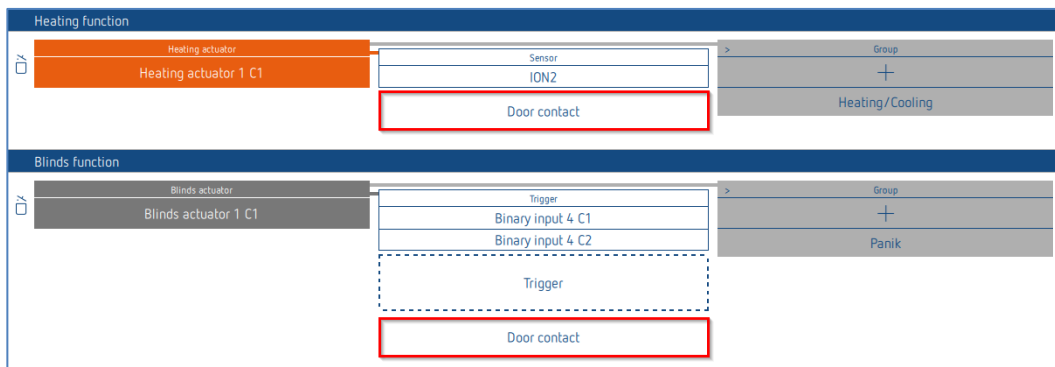 Heating function
Heating actuator
Heating actuator 1 C1
Sensor
ION2
Door contact
> Group
+
Heating/Cooling
Blinds function
Blinds actuator
Blinds actuator 1 C1
Trigger
Binary input 4 C1
Binary input 4 C2
Trigger
Door contact
> Group
+
Panik